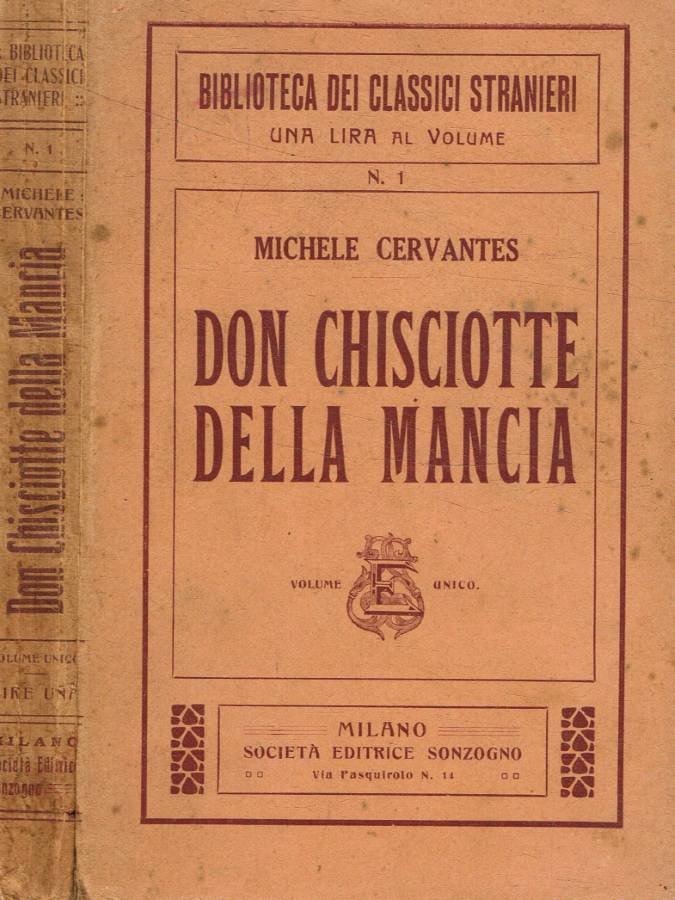 : BIBLIOTECA
DEI CLASSICI
STRANIERI ::
N. 1
MICHELE
CERVANTES
Don Chisciotte della Mancia
VOLUME UNICO
LIRE UNA
MILANO
Società Editrice
Sonzogno
BIBLIOTECA DEI CLASSICI STRANIERI
UNA LIRA AL VOLUME
N. 1
MICHELE CERVANTES
DON CHISCIOTTE
DELLA MANCIA
VOLUME UNICO.
E
MILANO
SOCIETÀ EDITRICE SONZOGNO
Via Pasquirolo N. 14